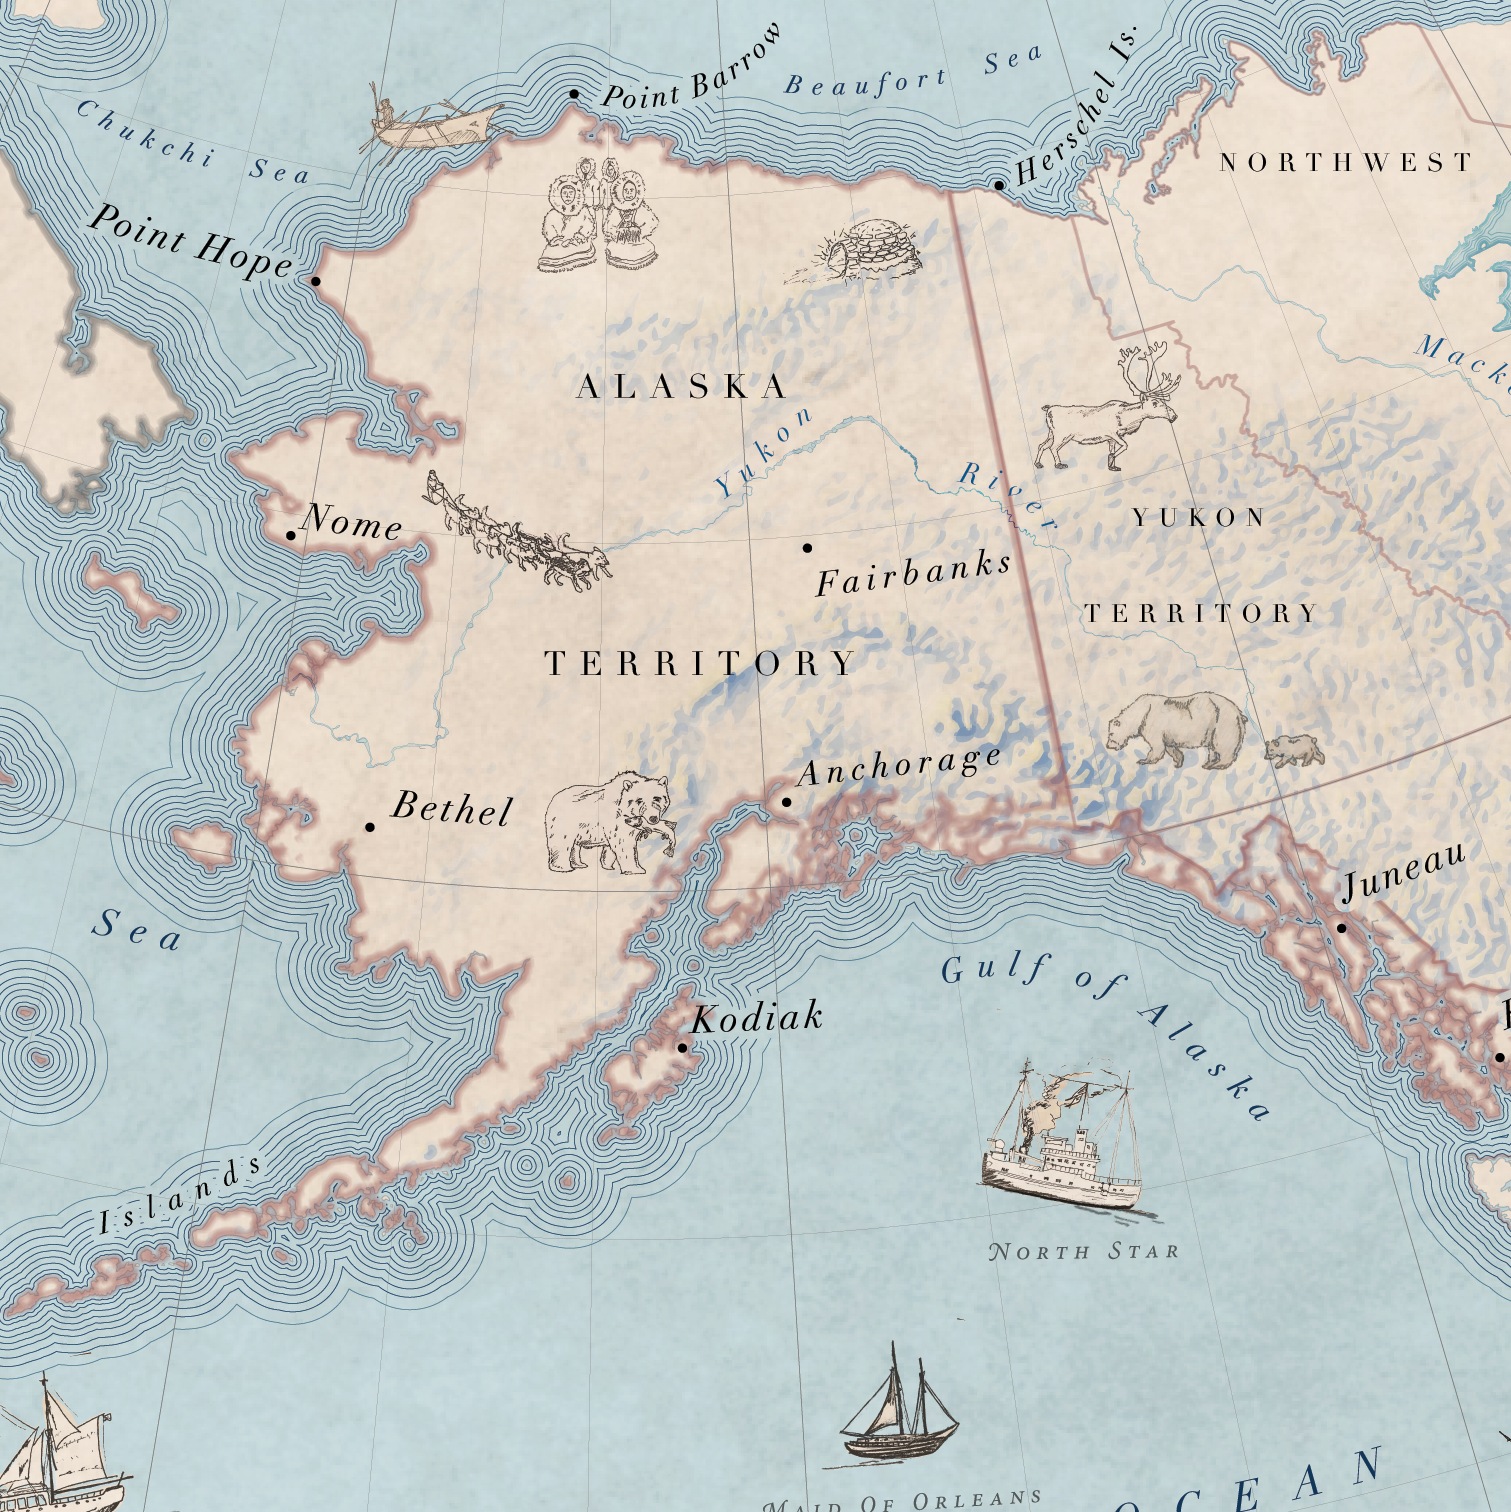 Point Barrow
Beaufort Sea
Herschel Is.
Chukchi Sea
NORTHWEST
Point Hope
ALASKA
Yukon River
YUKON
Nome
Fairbanks
TERRITORY
TERRITORY
Anchorage
Bethel
Juneau
Sea
Gulf of Alaska
Kodiak
Islands
NORTH STAR
MAID OF ORLEANS
OCEAN